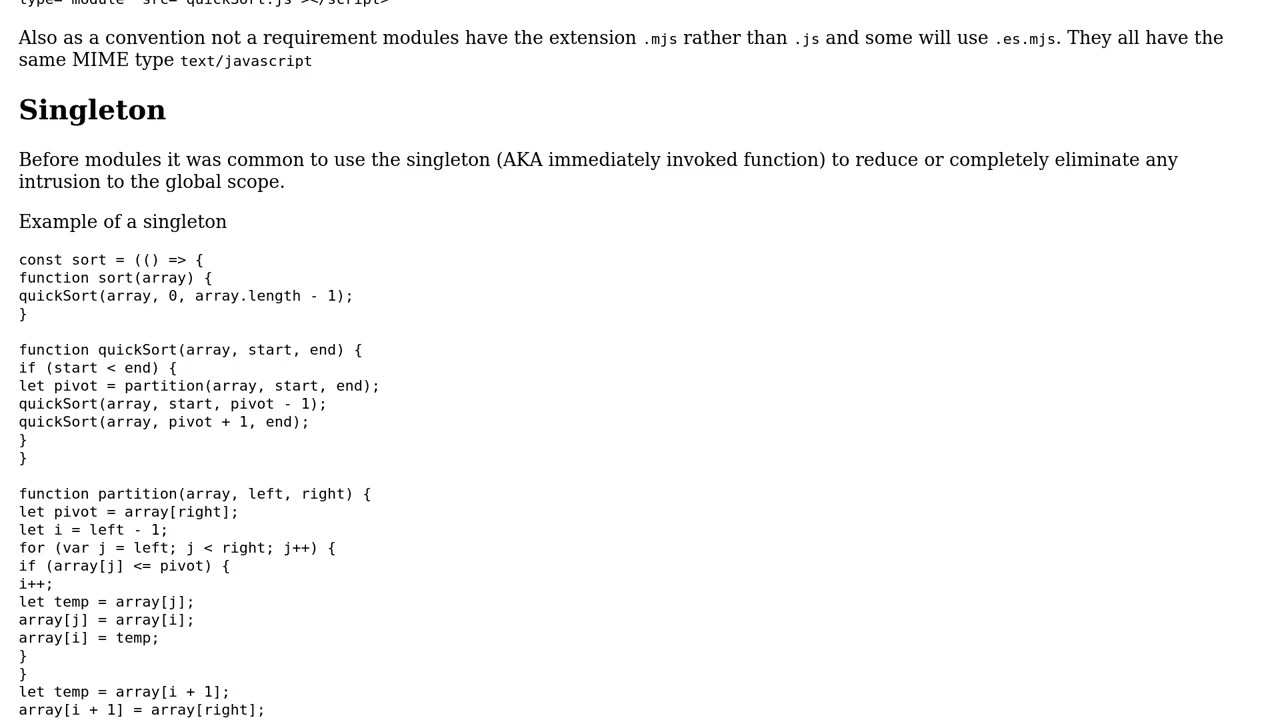 type="module" src="quickSort.js"></script>
Also as a convention not a requirement modules have the extension .mjs rather than .js and some will use .es.mjs. They all have the
same MIME type text/javascript
Singleton
Before modules it was common to use the singleton (AKA immediately invoked function) to reduce or completely eliminate any
intrusion to the global scope.
Example of a singleton
const sort = (() => {
function sort(array) {
quickSort(array, 0, array.length - 1);
}
function quickSort(array, start, end) {
if (start < end) {
let pivot = partition(array, start, end);
quickSort(array, start, pivot - 1);
quickSort(array, pivot + 1, end);
}
}
function partition(array, left, right) {
let pivot = array[right];
let i = left - 1;
for (var j = left; j < right; j++) {
if (array[j] <= pivot) {
i++;
let temp = array[j];
array[j] = array[i];
array[i] = temp;
}
}
let temp = array[i + 1];
array[i + 1] = array[right];